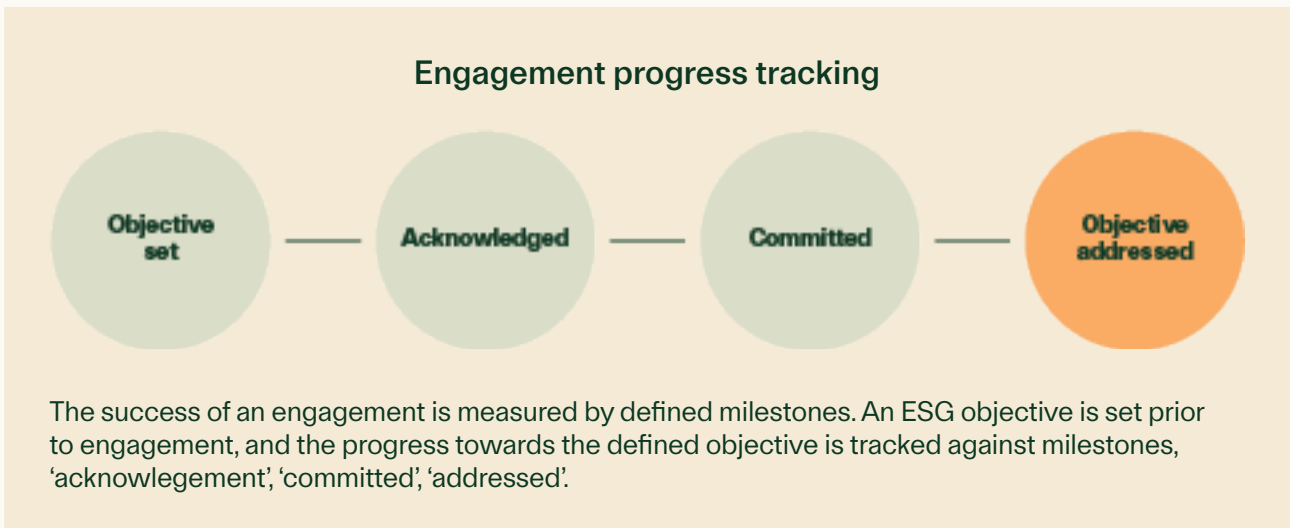 Engagement progress tracking
Objective
set
Acknowledged
Committed
Objective
addressed
The success of an engagement is measured by defined milestones. An ESG objective is set prior
to engagement, and the progress towards the defined objective is tracked against milestones,
‘acknowlegement’, ‘committed’, ‘addressed’.